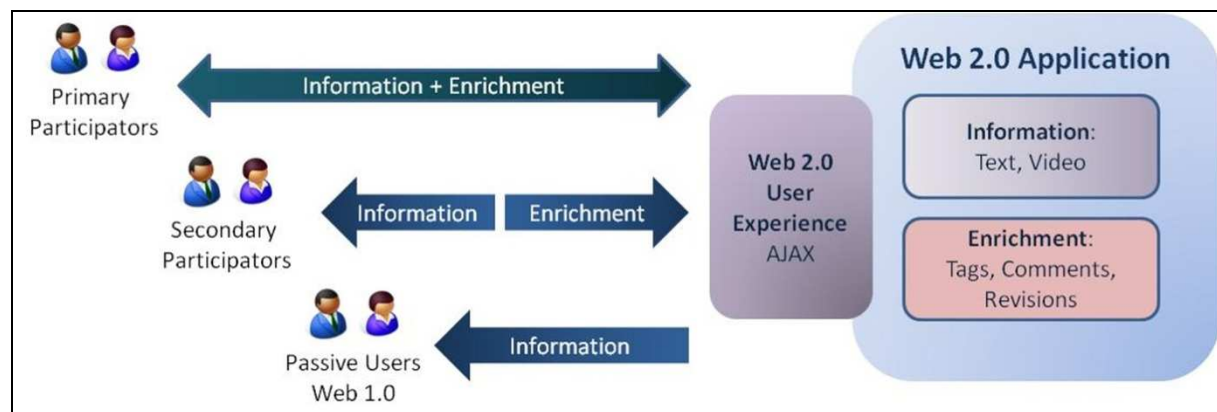 Primary
Participators
Information + Enrichment
Secondary
Participators
Information
Enrichment
Passive Users
Web 1.0
Information
Web 2.0
User
Experience
AJAX
Web 2.0 Application
Information:
Text, Video
Enrichment:
Tags, Comments,
Revisions